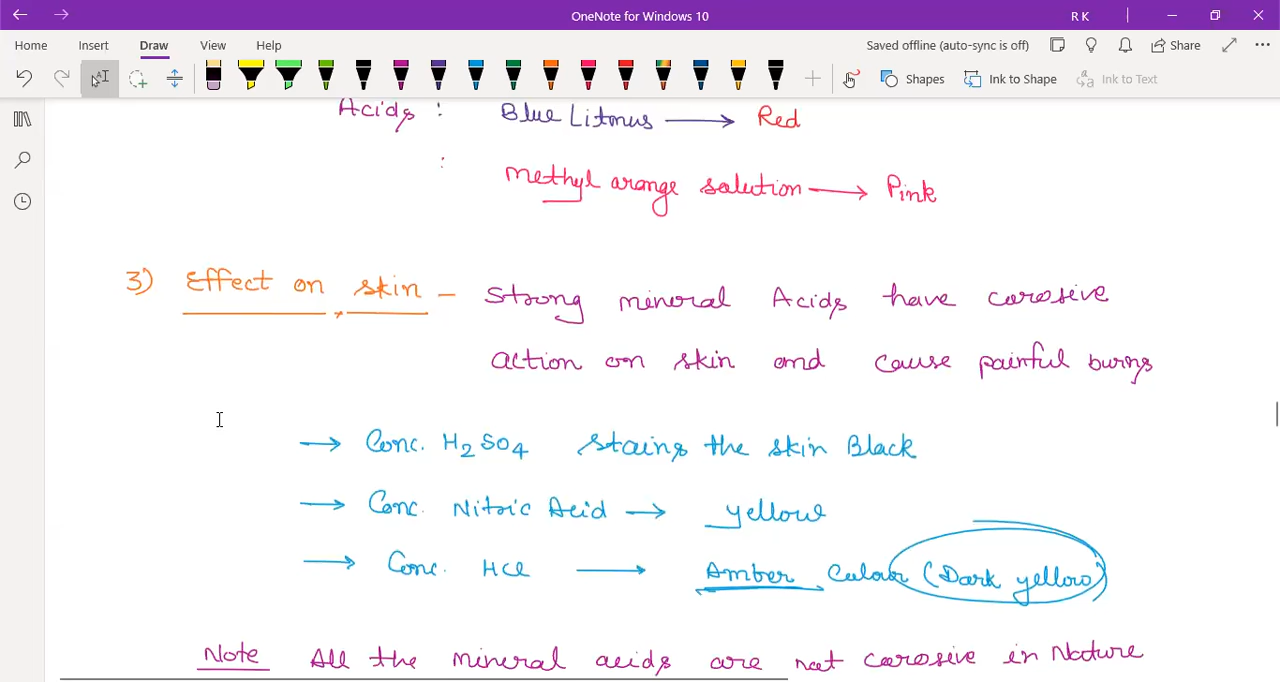 OneNote for Windows 10
R K
Home Insert Draw View Help
Saved offline (auto-sync is off) Share
Shapes Ink to Shape Ink to Text
Acids : Blue Litmus → Red
: Methyl orange solution → Pink
3) Effect on skin – Strong mineral Acids have corosive
action on skin and cause painful burns
→ Conc. H2SO4 stains the skin Black
→ Conc. Nitric Acid → yellow
→ Conc. HCl → Amber Colour (Dark yellow)
Note All the mineral acids are not corosive in Nature